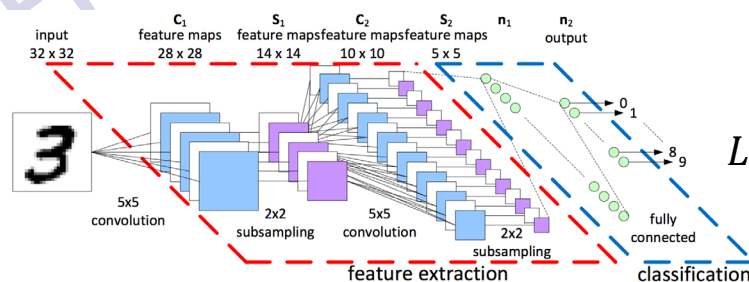 C1 S1 C2 S2 n1 n2
input feature maps feature maps feature maps feature maps output
32 x 32 28 x 28 14 x 14 10 x 10 5 x 5
0
1
8
9
L
5x5
convolution
2x2
subsampling
5x5
convolution
2x2
subsampling
fully
connected
feature extraction
classification